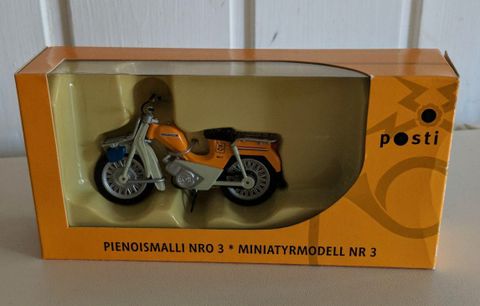 posti
PIENOISMALLI NRO 3 * MINIATYRMODELL NR 3